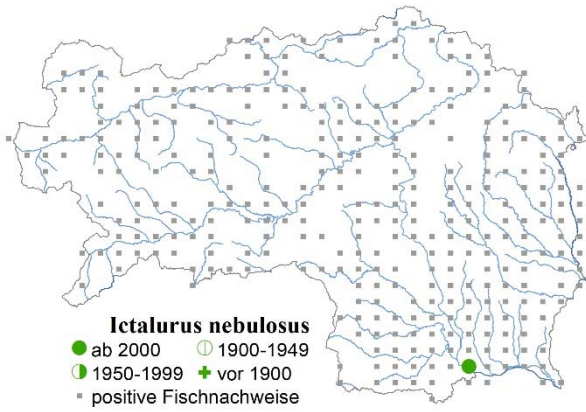 Ictalurus nebulosus
ab 2000 1900-1949
1950-1999 vor 1900
positive Fischnachweise